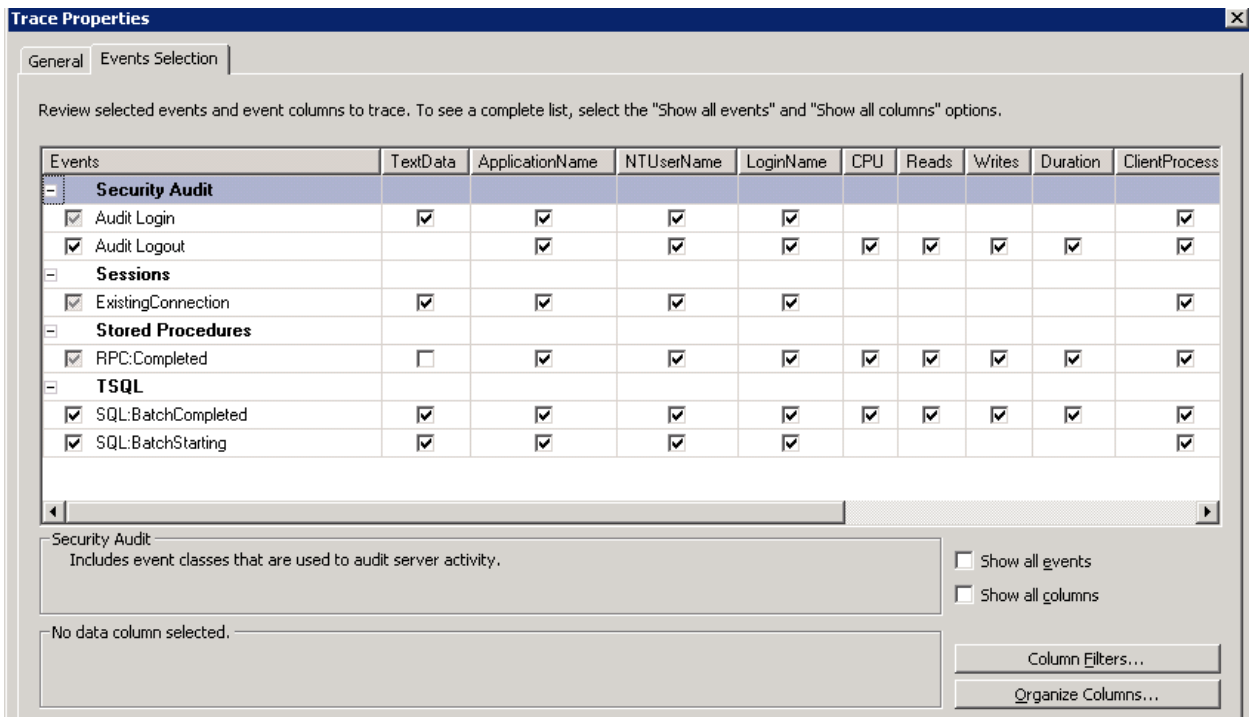 Trace Properties
General Events Selection
Review selected events and event columns to trace. To see a complete list, select the "Show all events" and "Show all columns" options.
Events TextData ApplicationName NTUserName LoginName CPU Reads Writes Duration ClientProcess
Security Audit
Audit Login
Audit Logout
Sessions
ExistingConnection
Stored Procedures
RPC:Completed
TSQL
SQL:BatchCompleted
SQL:BatchStarting
Security Audit
Includes event classes that are used to audit server activity.
Show all events
Show all columns
No data column selected.
Column Filters...
Organize Columns...